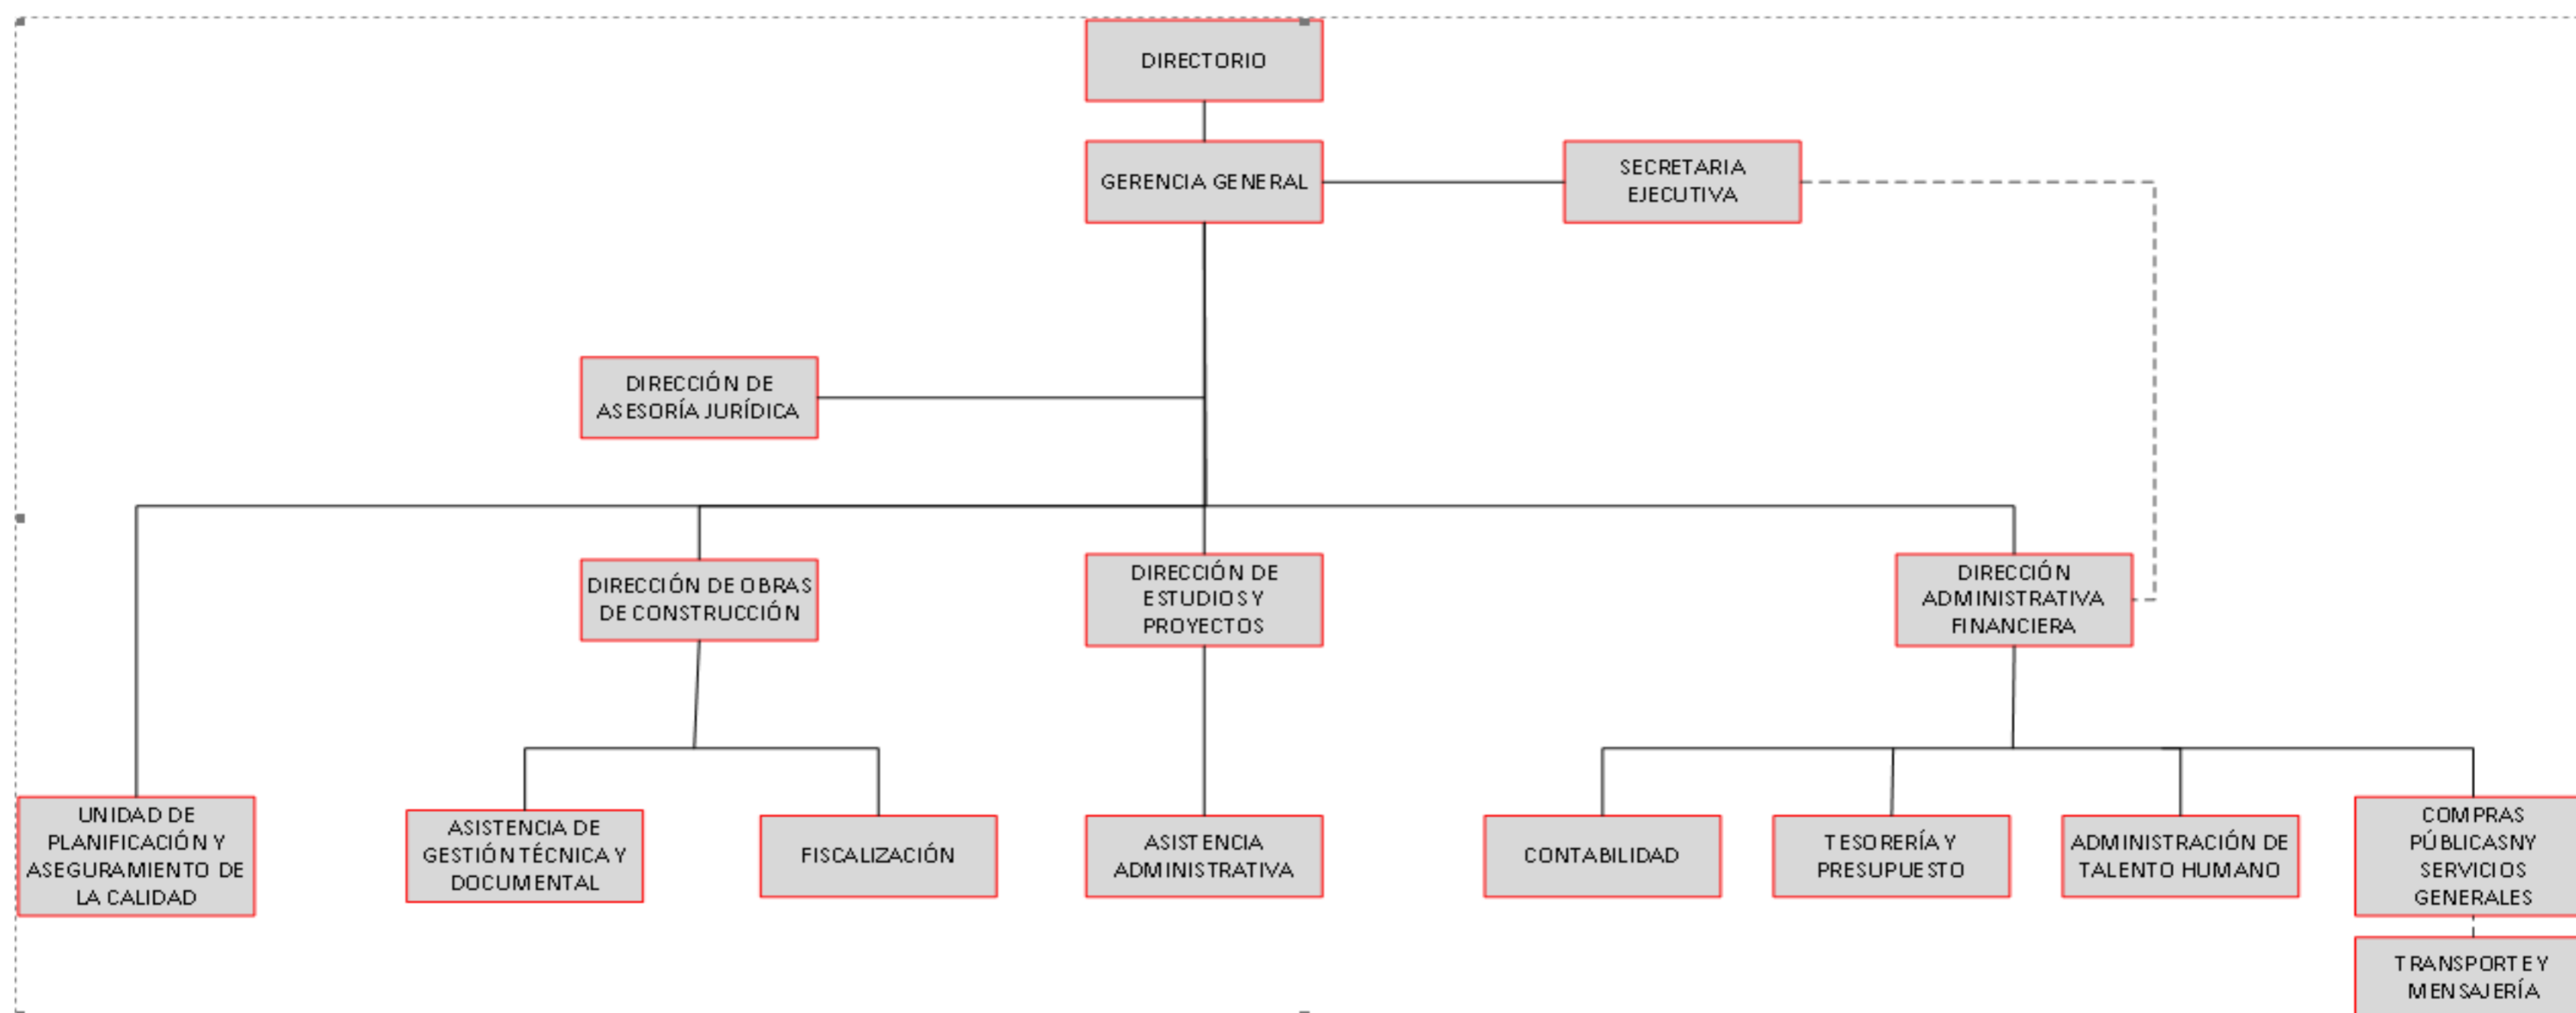 DIRECTORIO
GERENCIA GENERAL
SECRETARIA
EJECUTIVA
DIRECCIÓN DE
ASESORÍA JURÍDICA
DIRECCIÓN DE OBRAS
DE CONSTRUCCIÓN
DIRECCIÓN DE
ESTUDIOS Y
PROYECTOS
DIRECCIÓN
ADMINISTRATIVA
FINANCIERA
UNIDAD DE
PLANIFICACIÓN Y
ASEGURAMIENTO DE
LA CALIDAD
ASISTENCIA DE
GESTIÓN TÉCNICA Y
DOCUMENTAL
FISCALIZACIÓN
ASISTENCIA
ADMINISTRATIVA
CONTABILIDAD
TESORERÍA Y
PRESUPUESTO
ADMINISTRACIÓN DE
TALENTO HUMANO
COMPRAS
PÚBLICASNY
SERVICIOS
GENERALES
TRANSPORTE Y
MENSAJERÍA